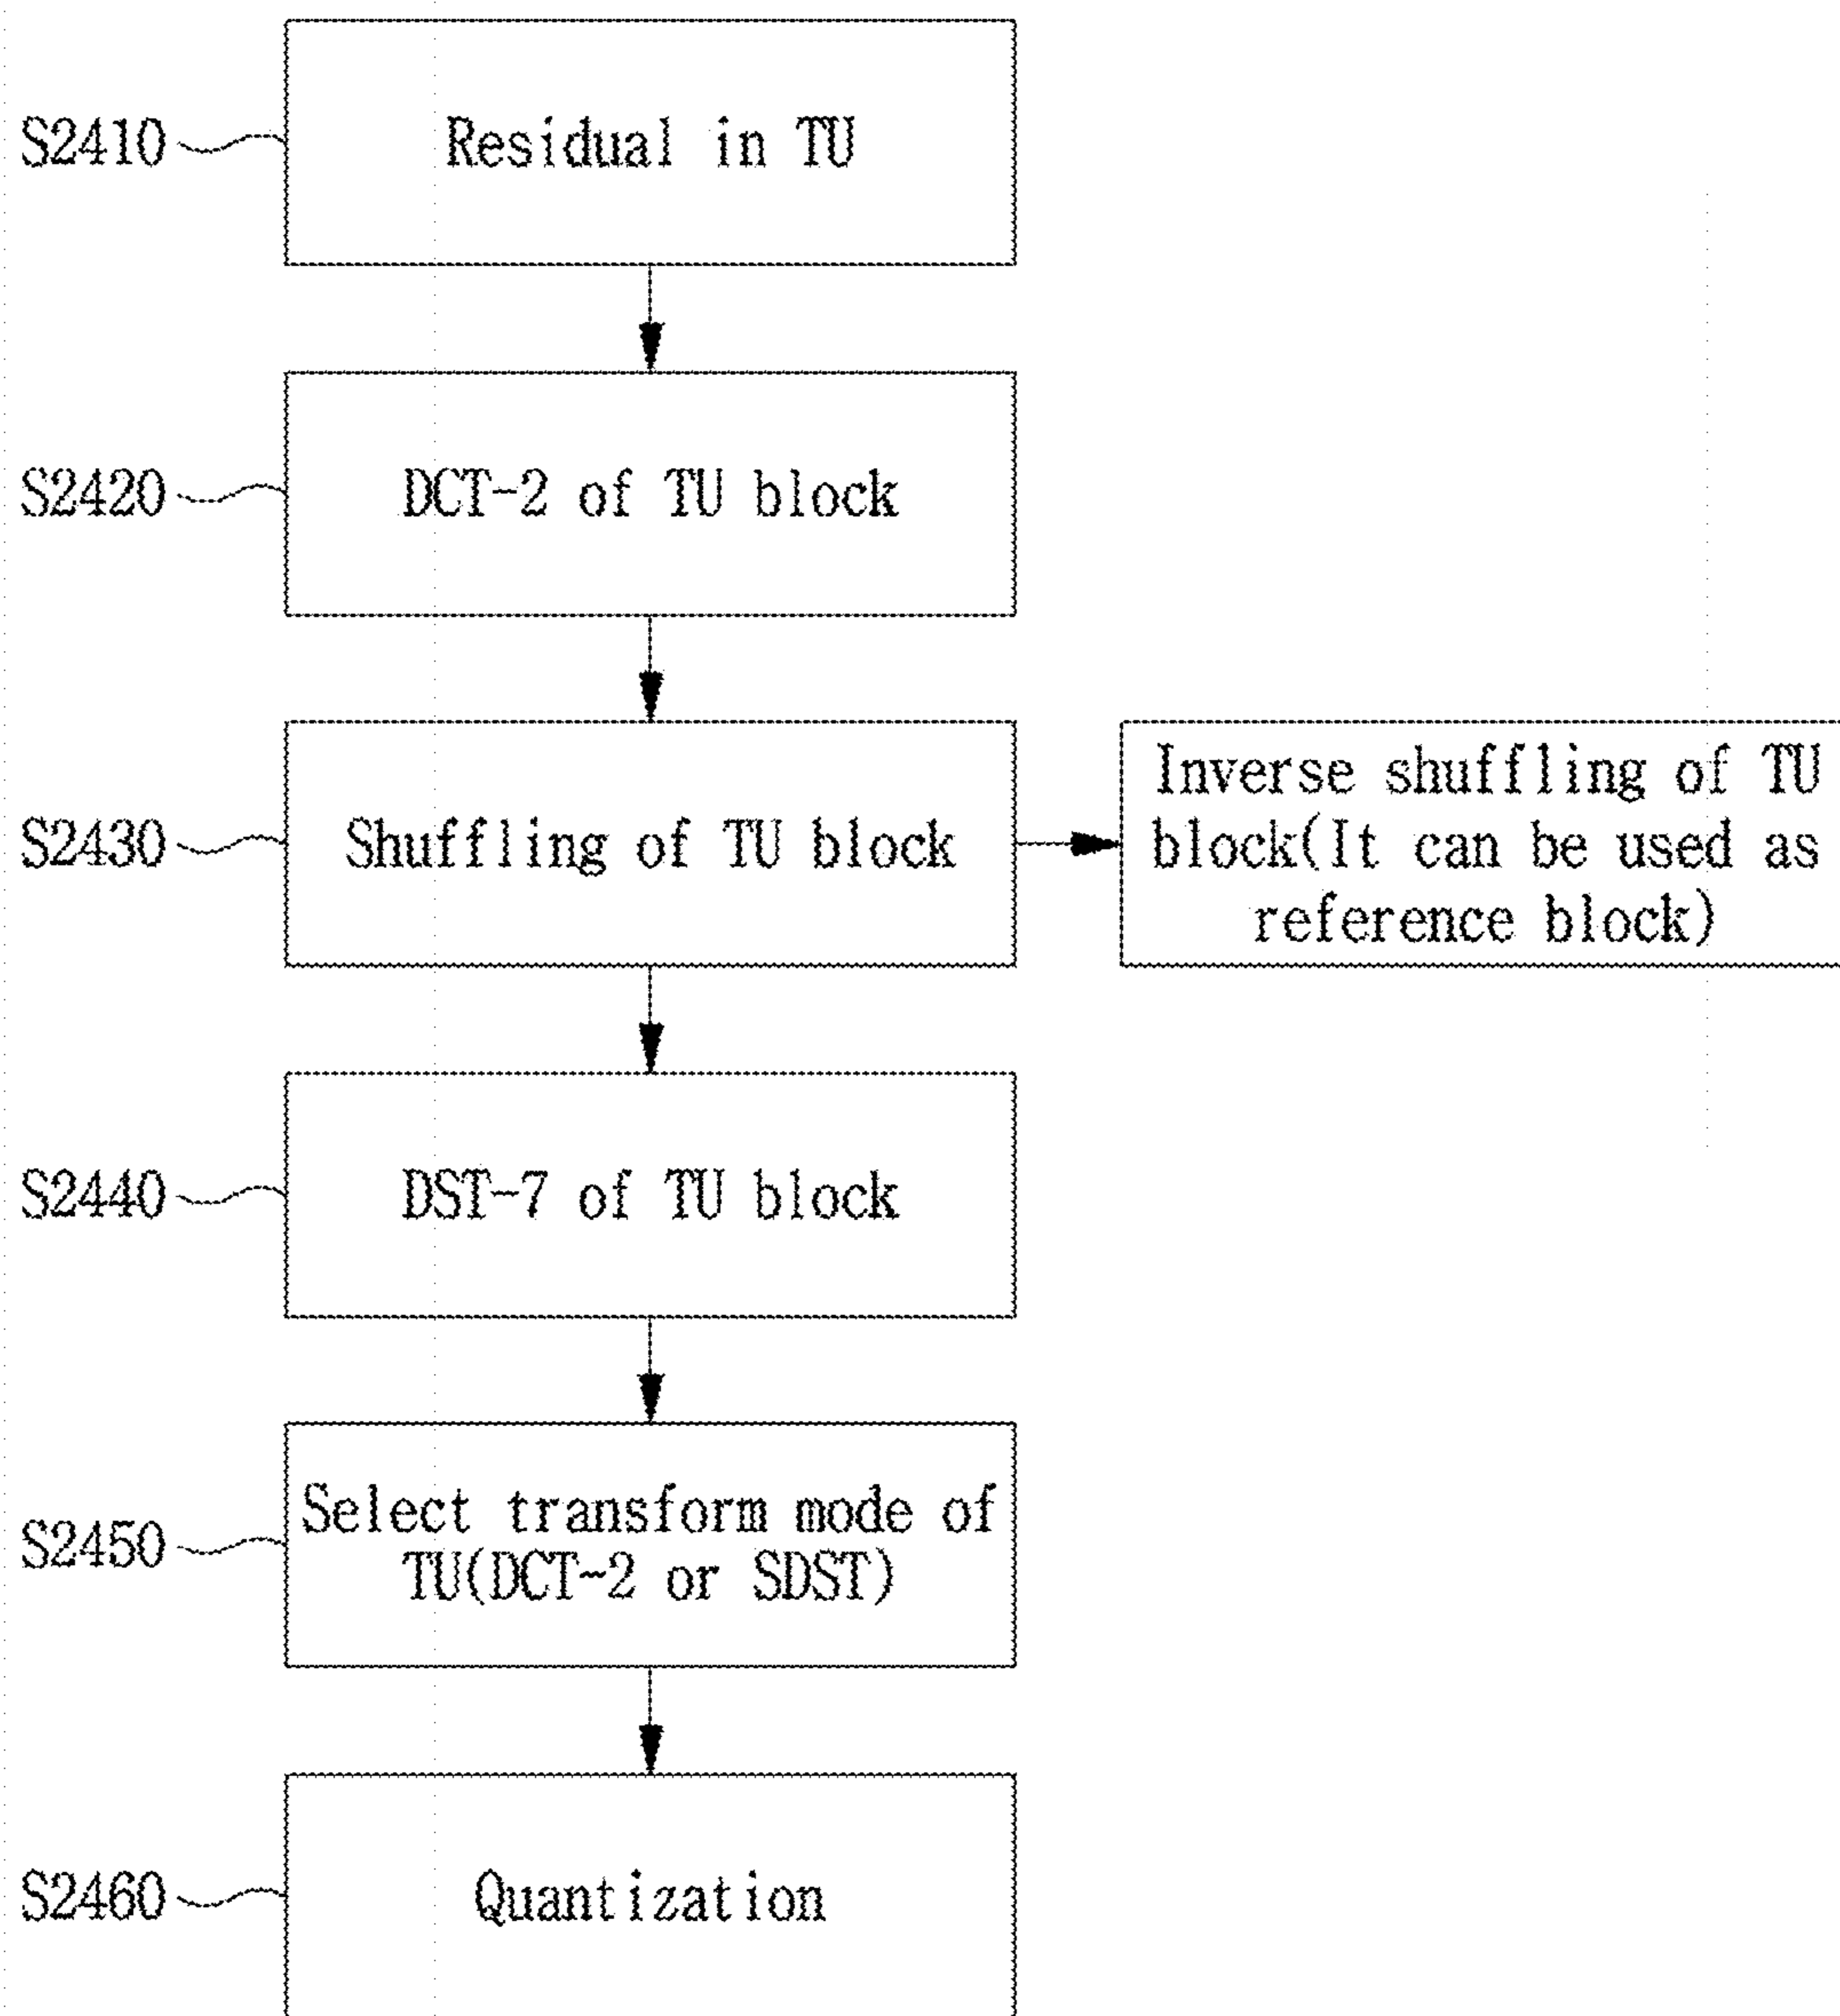 S2410
Residual in TU
S2420
DCT-2 of TU block
S2430
Shuffling of TU block
Inverse shuffling of TU
block(It can be used as
reference block)
S2440
DST-7 of TU block
S2450
Select transform mode of
TU(DCT-2 or SDST)
S2460
Quantization